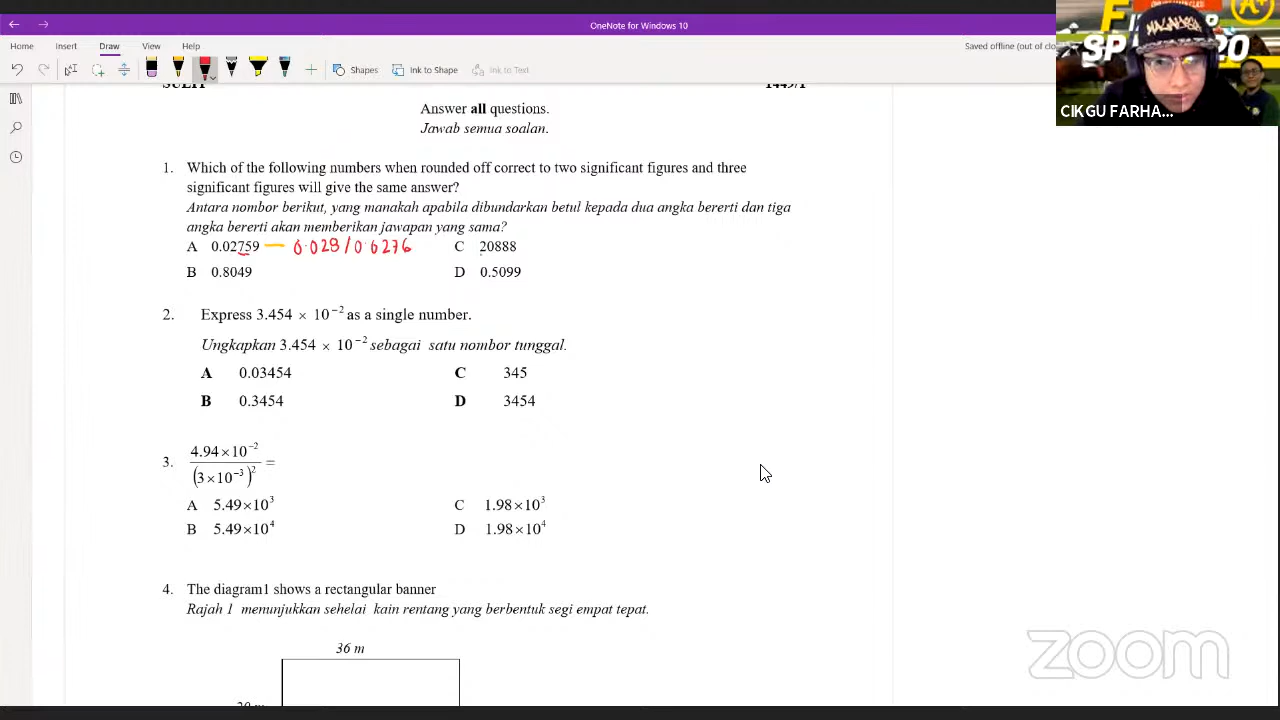 OneNote for Windows 10
Home Insert Draw View Help
Saved offline (out of
Shapes Ink to Shape Ink to Text
SULIT 1449/1
Answer all questions.
Jawab semua soalan.
1. Which of the following numbers when rounded off correct to two significant figures and three
significant figures will give the same answer?
Antara nombor berikut, yang manakah apabila dibundarkan betul kepada dua angka bererti dan tiga
angka bererti akan memberikan jawapan yang sama?
A 0.02759 — 0.028 / 0.0276 C 20888
B 0.8049 D 0.5099
2. Express 3.454 × 10⁻² as a single number.
Ungkapkan 3.454 × 10⁻² sebagai satu nombor tunggal.
A 0.03454 C 345
B 0.3454 D 3454
3. 4.94×10⁻² / (3×10⁻³)² =
A 5.49×10³ C 1.98×10³
B 5.49×10⁴ D 1.98×10⁴
4. The diagram1 shows a rectangular banner
Rajah 1 menunjukkan sehelai kain rentang yang berbentuk segi empat tepat.
36 m
20 m
A+
MALAYSIA
CIKGU FARHA...
zoom